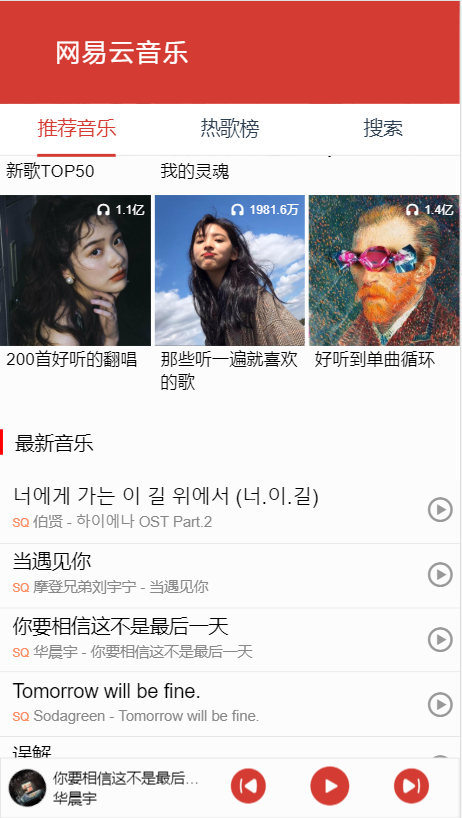 网易云音乐
推荐音乐 热歌榜 搜索
新歌TOP50 我的灵魂
1.1亿 1981.6万 1.4亿
200首好听的翻唱 那些听一遍就喜欢 好听到单曲循环
的歌
最新音乐
너에게 가는 이 길 위에서 (너.이.길)
SQ 伯贤 - 하이에나 OST Part.2
当遇见你
SQ 摩登兄弟刘宇宁 - 当遇见你
你要相信这不是最后一天
SQ 华晨宇 - 你要相信这不是最后一天
Tomorrow will be fine.
SQ Sodagreen - Tomorrow will be fine.
误解
你要相信这不是最后...
华晨宇